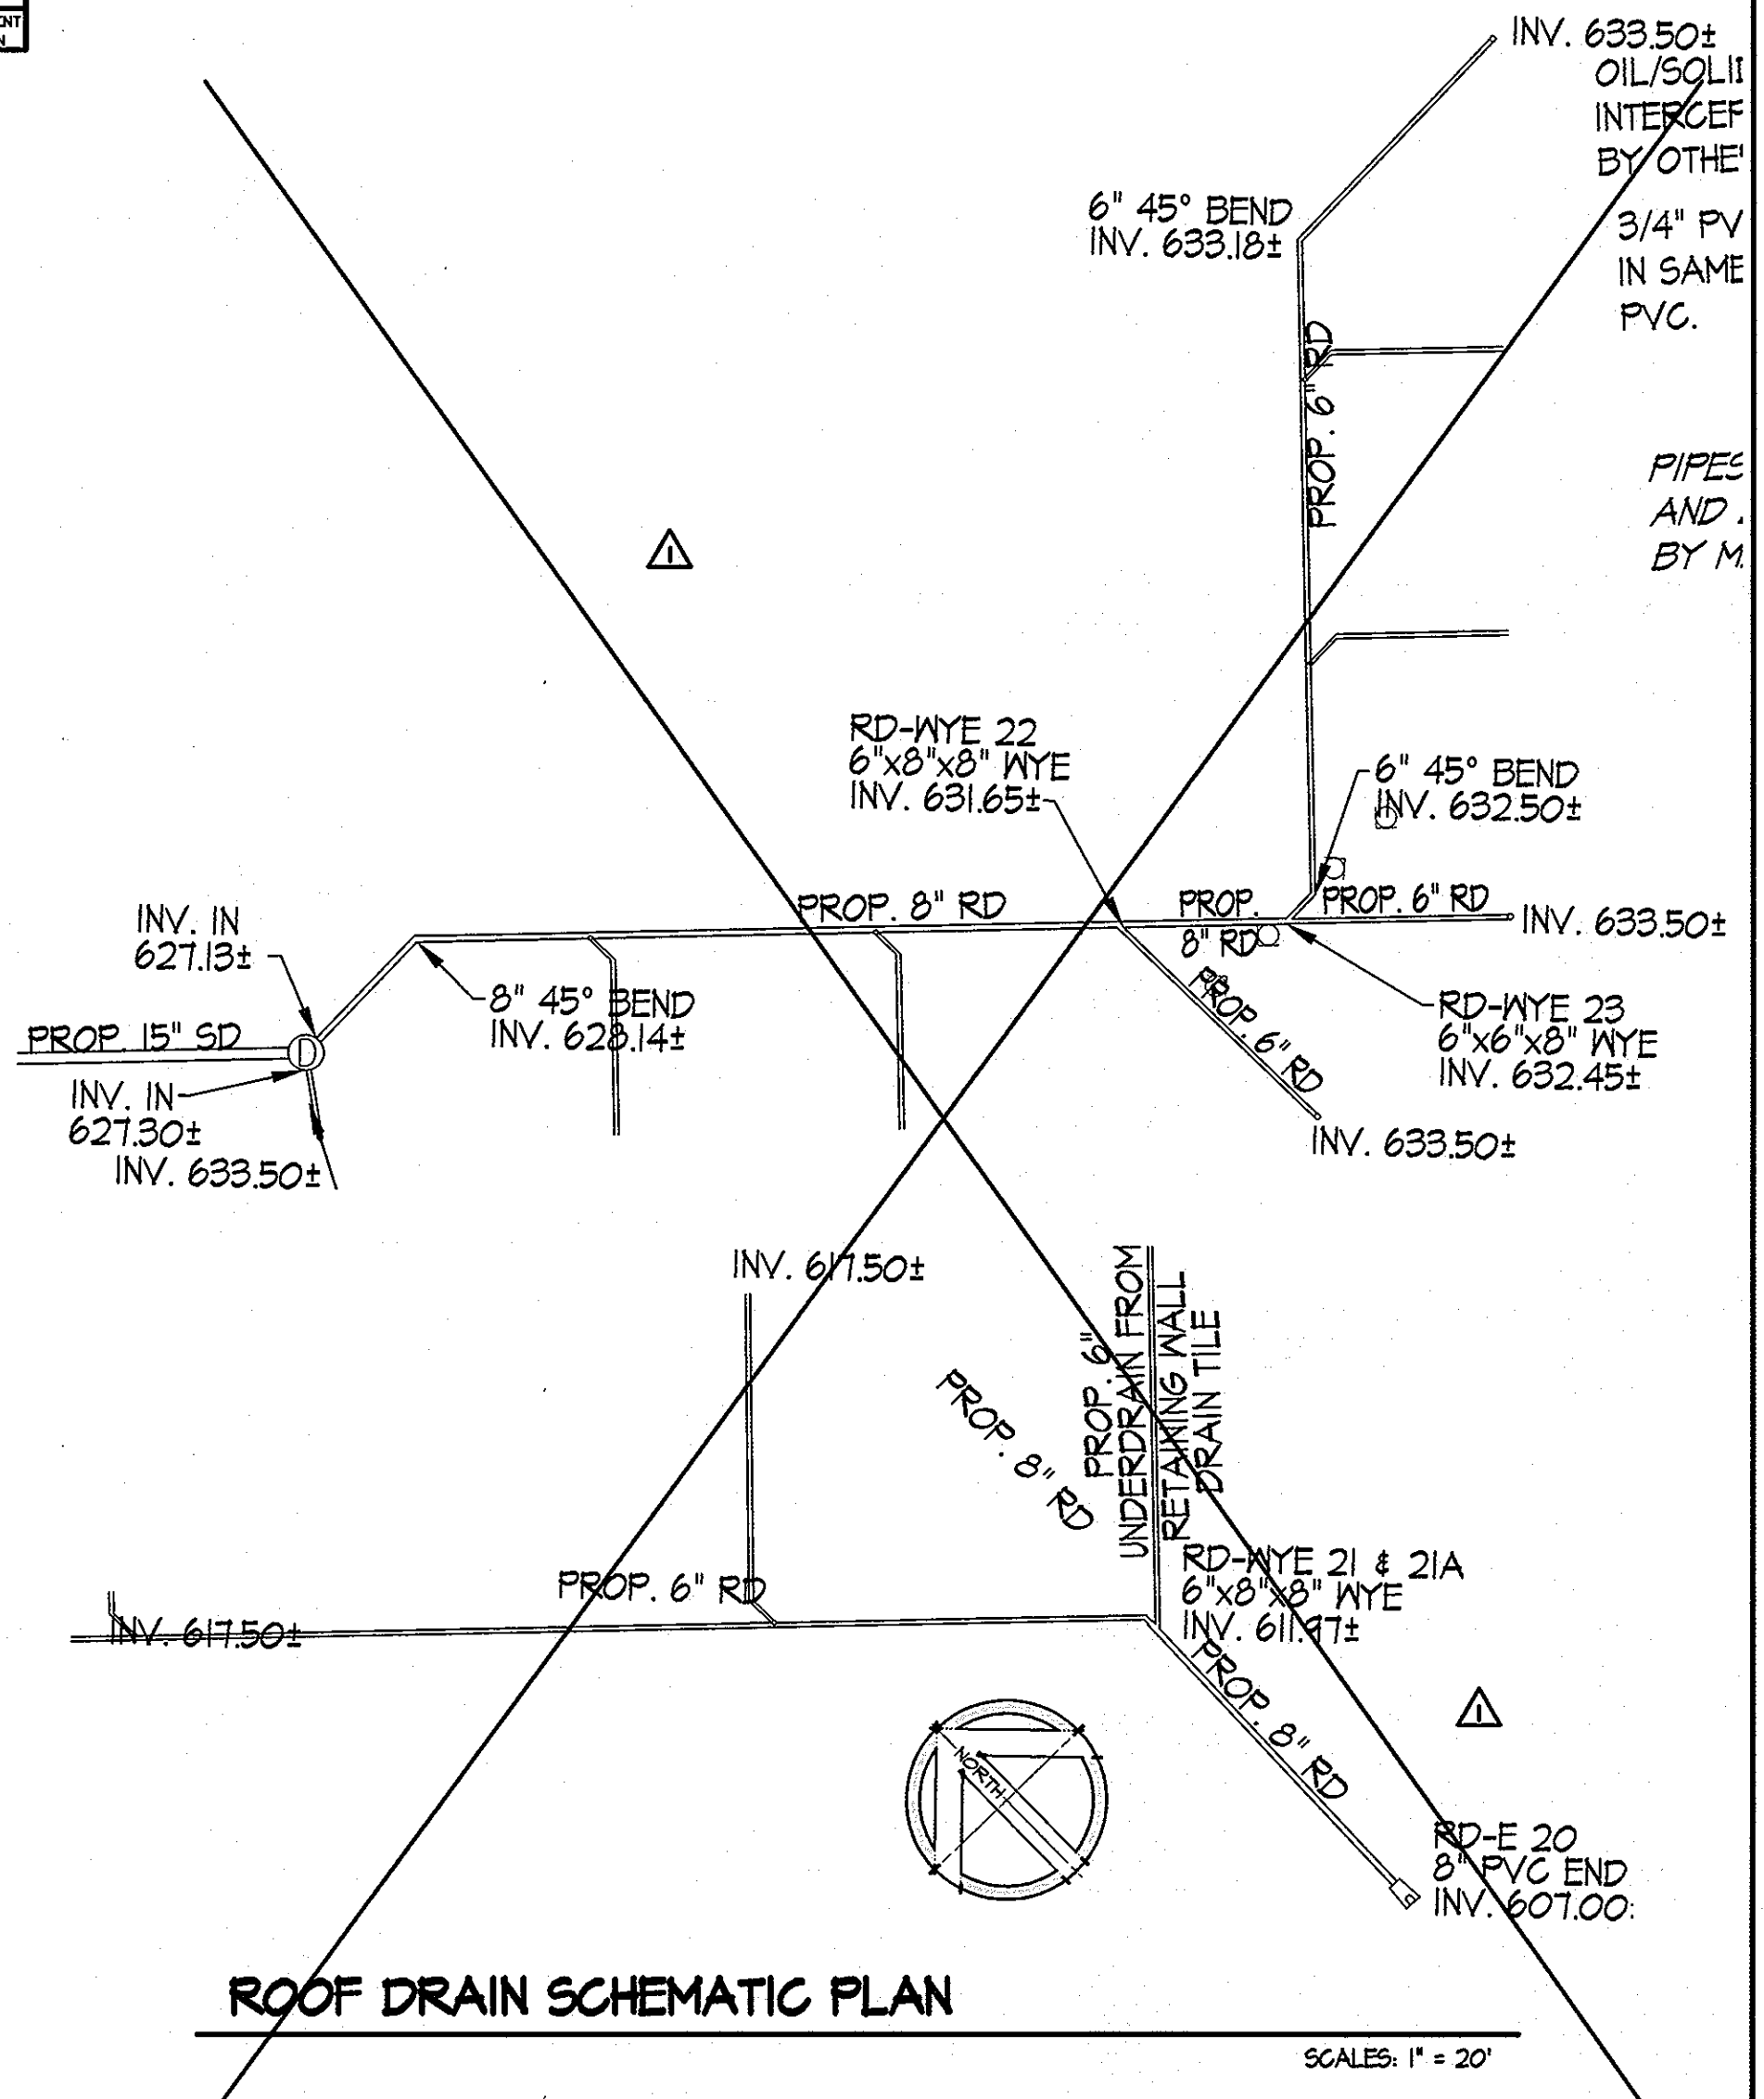 INV. 633.50±
6" 45° BEND
INV. 633.18±
3/4" PV
IN SAME
PVC.
PROP. 6" RD
PIPES
AND
BY M
RD-WYE 22
6"x8"x8" WYE
INV. 631.65±
6" 45° BEND
INV. 632.50±
PROP. 8" RD
PROP.
8" RD
PROP. 6" RD
INV. 633.50±
INV. IN
627.13±
8" 45° BEND
INV. 628.14±
PROP. 6" RD
RD-WYE 23
6"x6"x8" WYE
INV. 632.45±
PROP. 15" SD
D
INV. IN
627.30±
INV. 633.50±
INV. 633.50±
INV. 617.50±
PROP. 6"
UNDERDRAIN FROM
RETAINING WALL
DRAIN TILE
PROP. 8" RD
RD-WYE 21 & 21A
6"x8"x8" WYE
INV. 611.97±
PROP. 6" RD
INV. 617.50±
PROP. 8" RD
1
1
NORTH
RD-E 20
8" PVC END
INV. 607.00
OIL/SOLI
INTERCEP
BY OTHE
ROOF DRAIN SCHEMATIC PLAN
SCALES: 1" = 20'